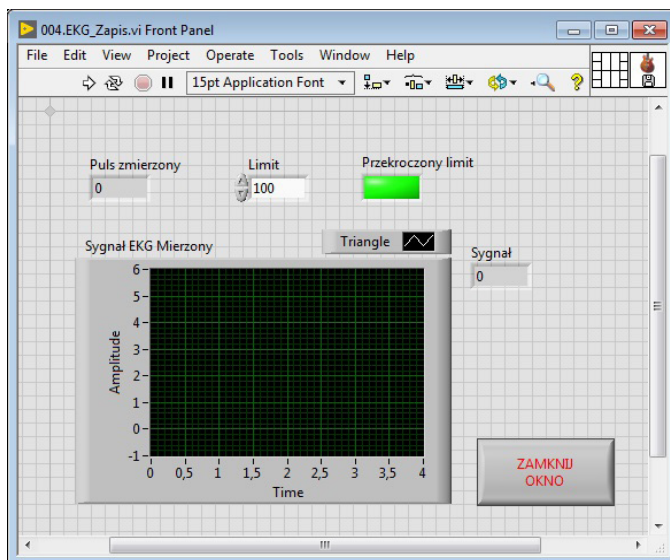 004.EKG_Zapis.vi Front Panel
File Edit View Project Operate Tools Window Help
15pt Application Font
Puls zmierzony
0
Limit
100
Przekroczony limit
Sygnał EKG Mierzony
Triangle
Sygnał
0
Amplitude
6
5
4
3
2
1
0
-1
0 0,5 1 1,5 2 2,5 3 3,5 4
Time
ZAMKNIJ
OKNO